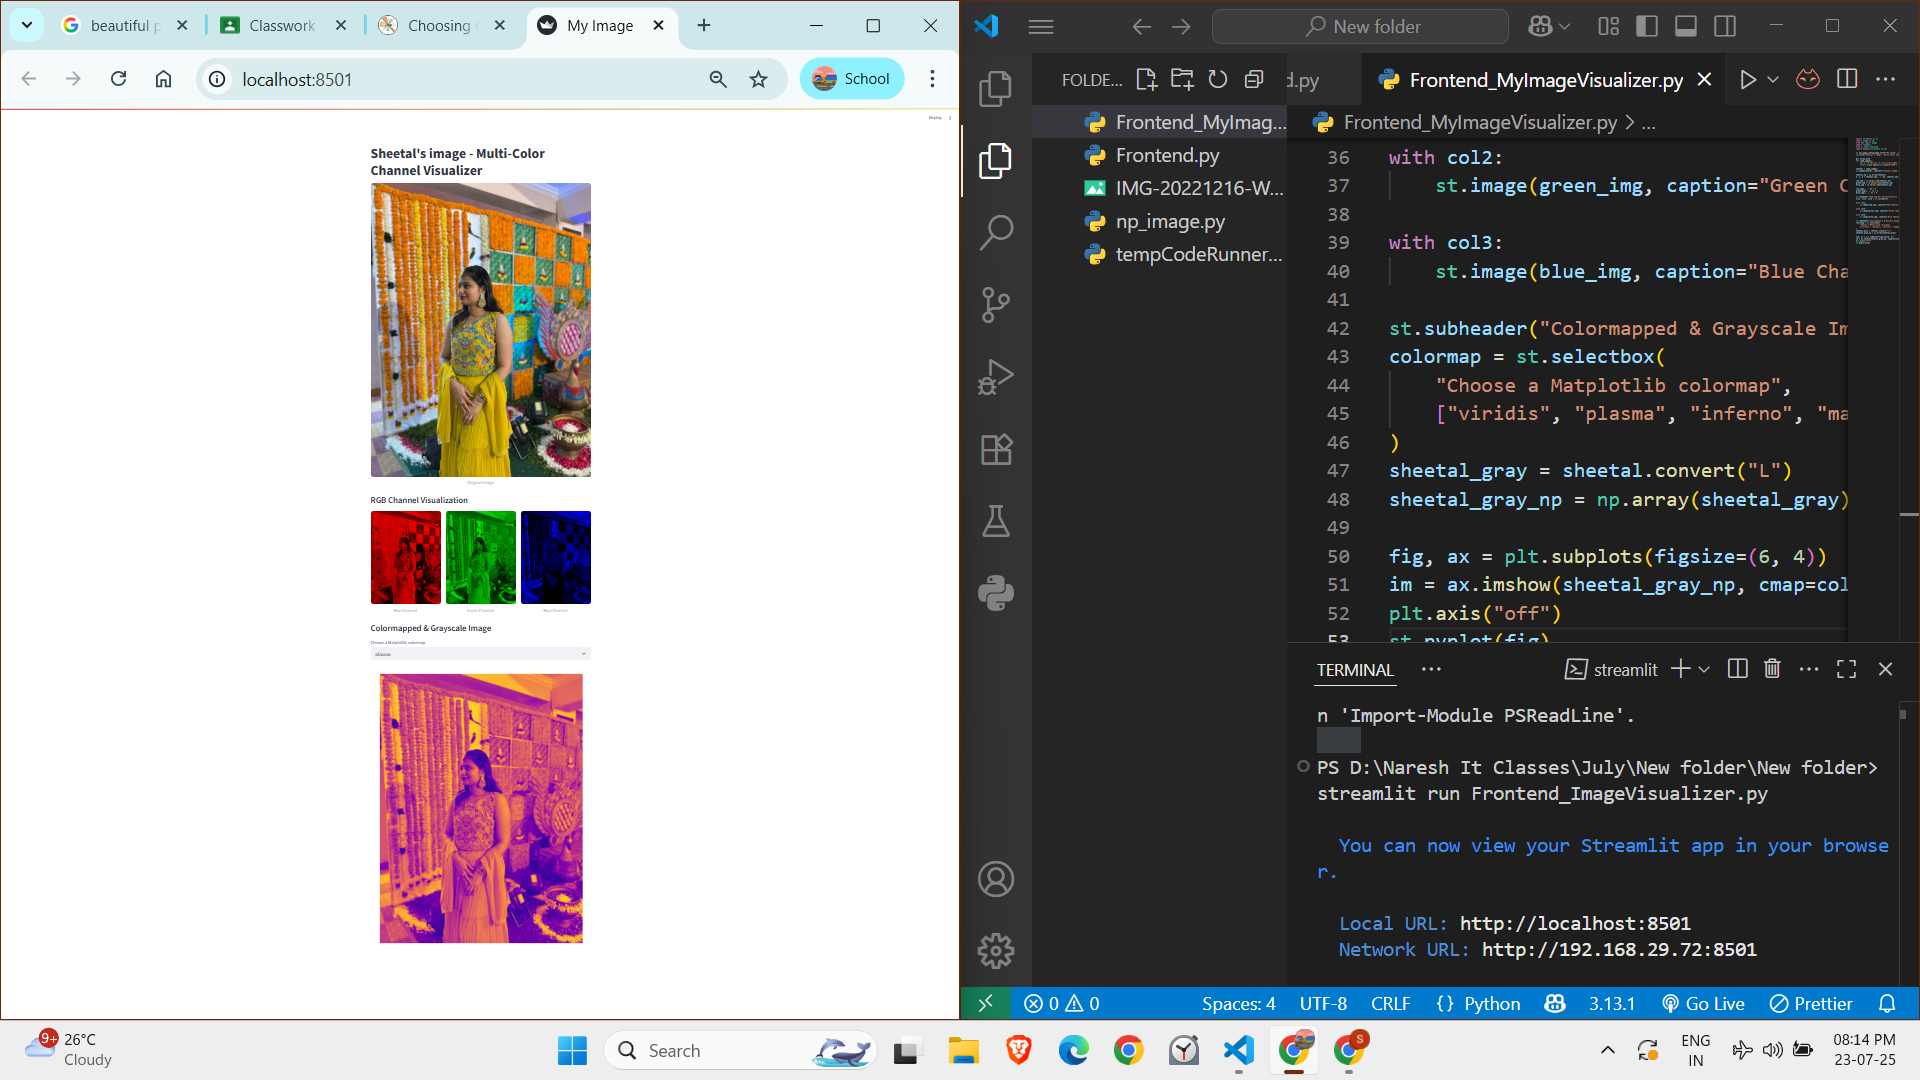 beautiful p
Classwork
Choosing
My Image
localhost:8501
School
Deploy
Sheetal's image - Multi-Color
Channel Visualizer
Original Image
RGB Channel Visualization
Red Channel
Green Channel
Blue Channel
Colormapped & Grayscale Image
Choose a Matplotlib colormap
plasma
New folder
FOLDE...
d.py
Frontend_MyImageVisualizer.py
Frontend_MyImag...
Frontend.py
IMG-20221216-W...
np_image.py
tempCodeRunner...
Frontend_MyImageVisualizer.py > ...
36 with col2:
37 st.image(green_img, caption="Green C
38
39 with col3:
40 st.image(blue_img, caption="Blue Cha
41
42 st.subheader("Colormapped & Grayscale Im
43 colormap = st.selectbox(
44 "Choose a Matplotlib colormap",
45 ["viridis", "plasma", "inferno", "ma
46 )
47 sheetal_gray = sheetal.convert("L")
48 sheetal_gray_np = np.array(sheetal_gray)
49
50 fig, ax = plt.subplots(figsize=(6, 4))
51 im = ax.imshow(sheetal_gray_np, cmap=col
52 plt.axis("off")
53 st.pyplot(fig)
TERMINAL
streamlit
n 'Import-Module PSReadLine'.
PS D:\Naresh It Classes\July\New folder\New folder>
streamlit run Frontend_ImageVisualizer.py
You can now view your Streamlit app in your browse
r.
Local URL: http://localhost:8501
Network URL: http://192.168.29.72:8501
0 0
Spaces: 4
UTF-8
CRLF
{} Python
3.13.1
Go Live
Prettier
9+
26°C
Cloudy
Search
S
ENG
IN
08:14 PM
23-07-25